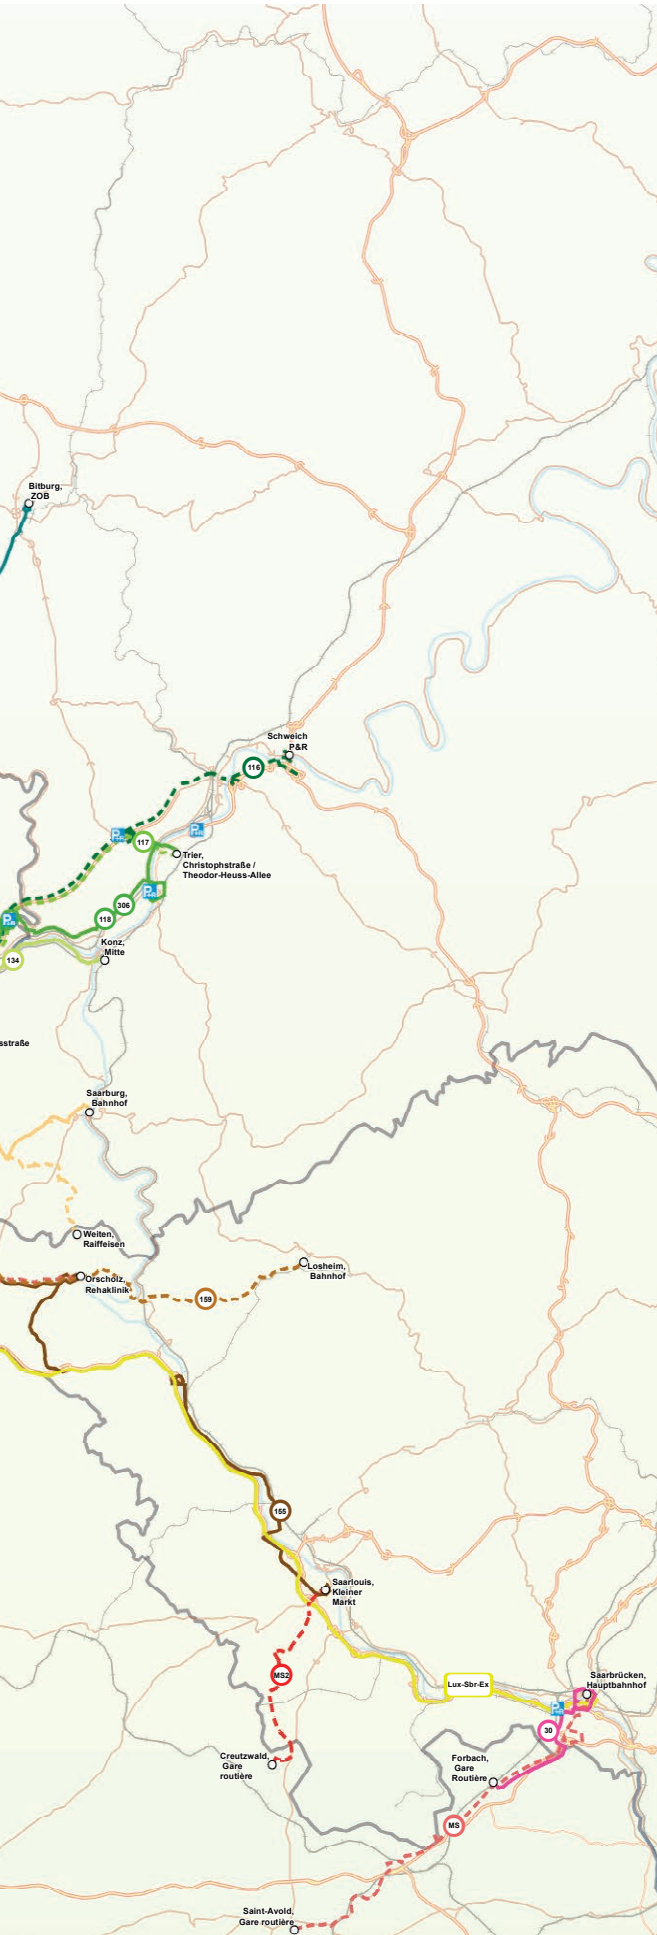 Bitburg,
ZOB
Schweich
P&R
116
P+R
P+R
117
Trier,
Christophstraße /
Theodor-Heuss-Allee
P+R
306
P+R
118
Konz,
Mitte
134
sstraße
Saarburg,
Bahnhof
Weiten,
Raiffeisen
Losheim,
Bahnhof
Orscholz,
Rehaklinik
159
155
Saarlouis,
Kleiner
Markt
MS2
Saarbrücken,
Hauptbahnhof
Lux-Sbr-Ex
P+R
30
Creutzwald,
Gare
routière
Forbach,
Gare
Routière
MS
Saint-Avold,
Gare routière